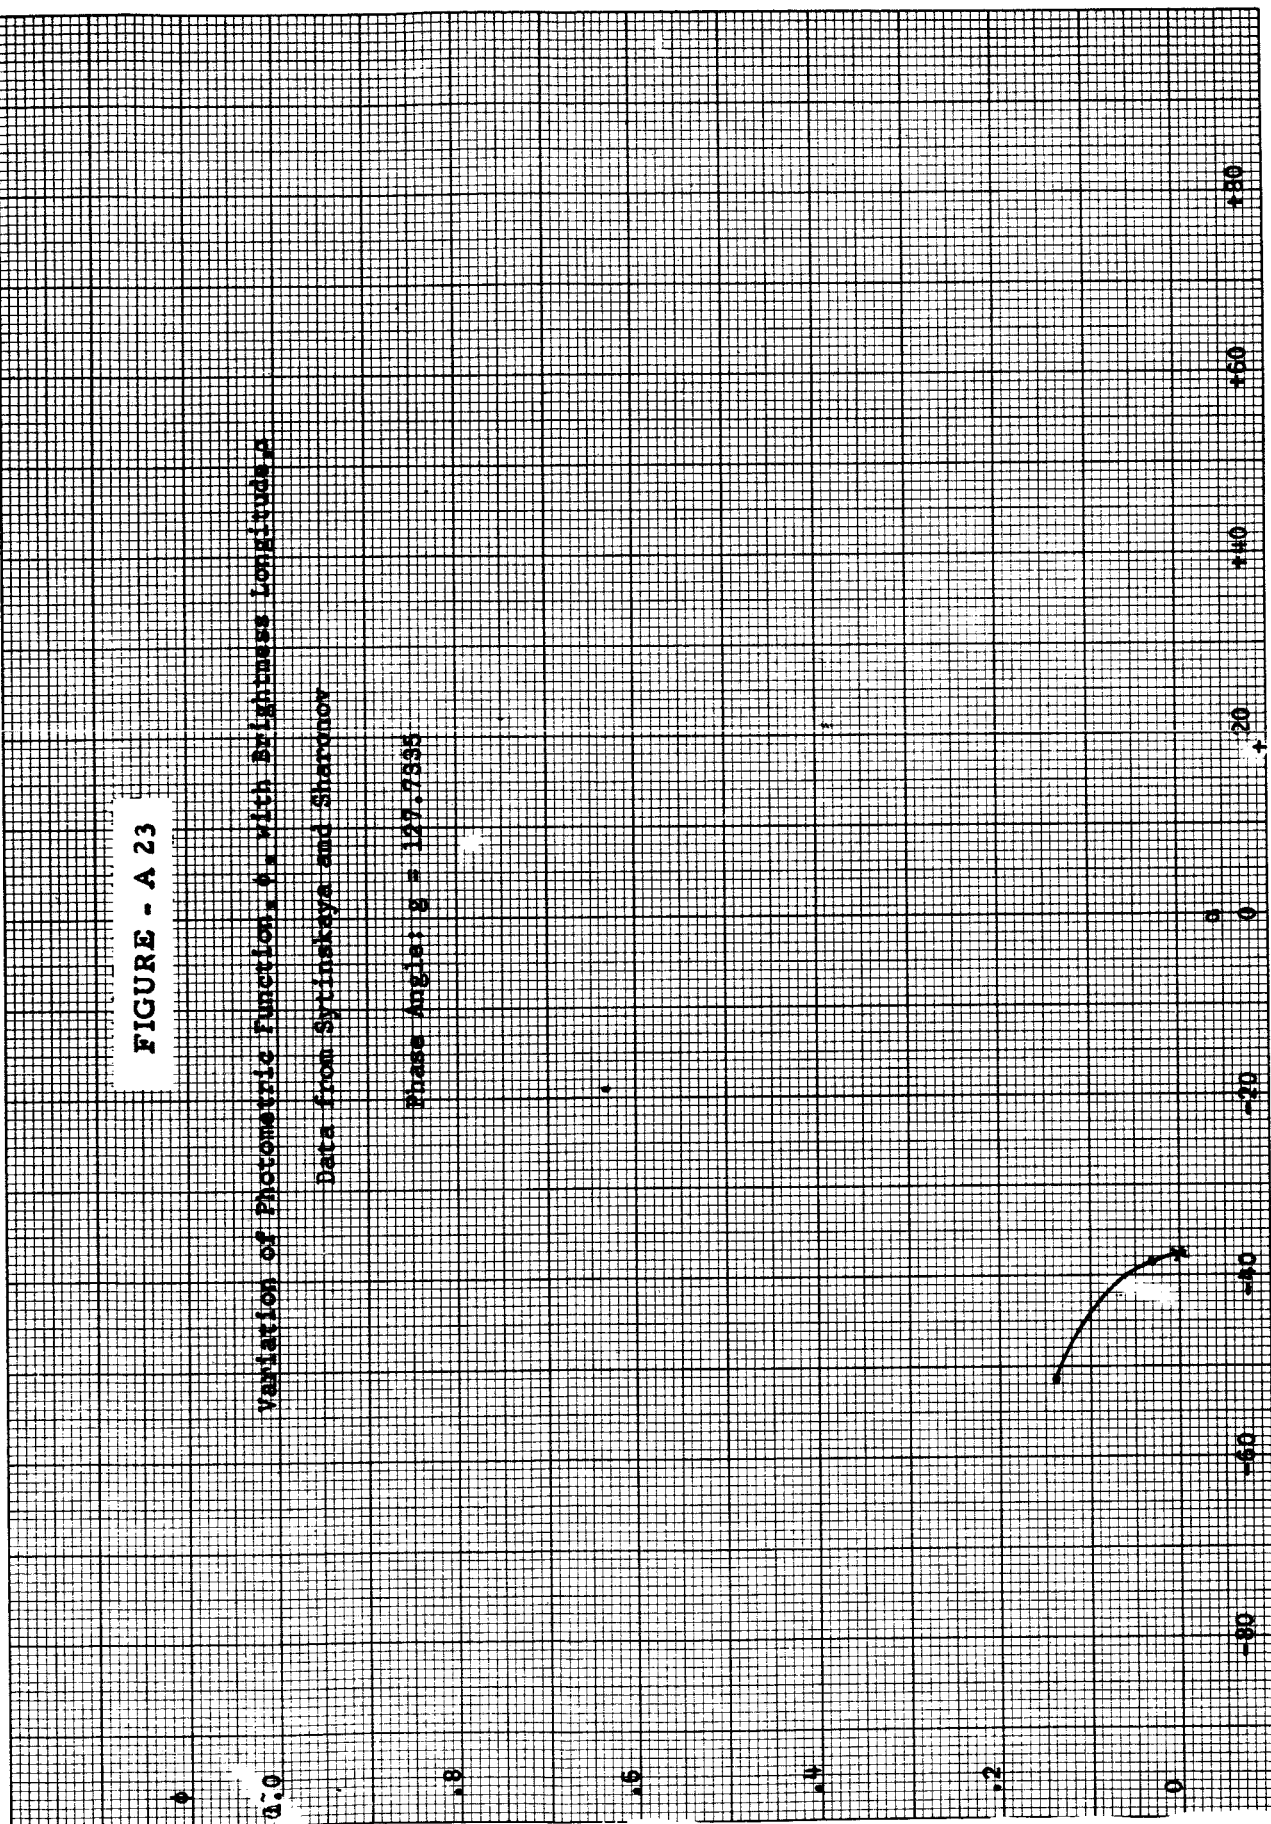 FIGURE - A 23
Variation of Photometric Function, φ, with Brightness Longitude, α
Data from Sytinskaya and Sharonov
Phase Angle: g = 127.7335
φ
1.0
.8
.6
.4
.2
0
-80
-60
-40
-20
α
0
+20
+40
+60
+80